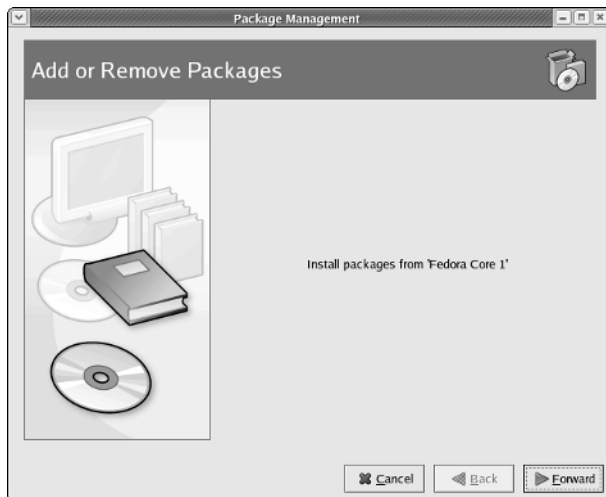 Package Management
Add or Remove Packages
Install packages from 'Fedora Core 1'
Cancel
Back
Forward